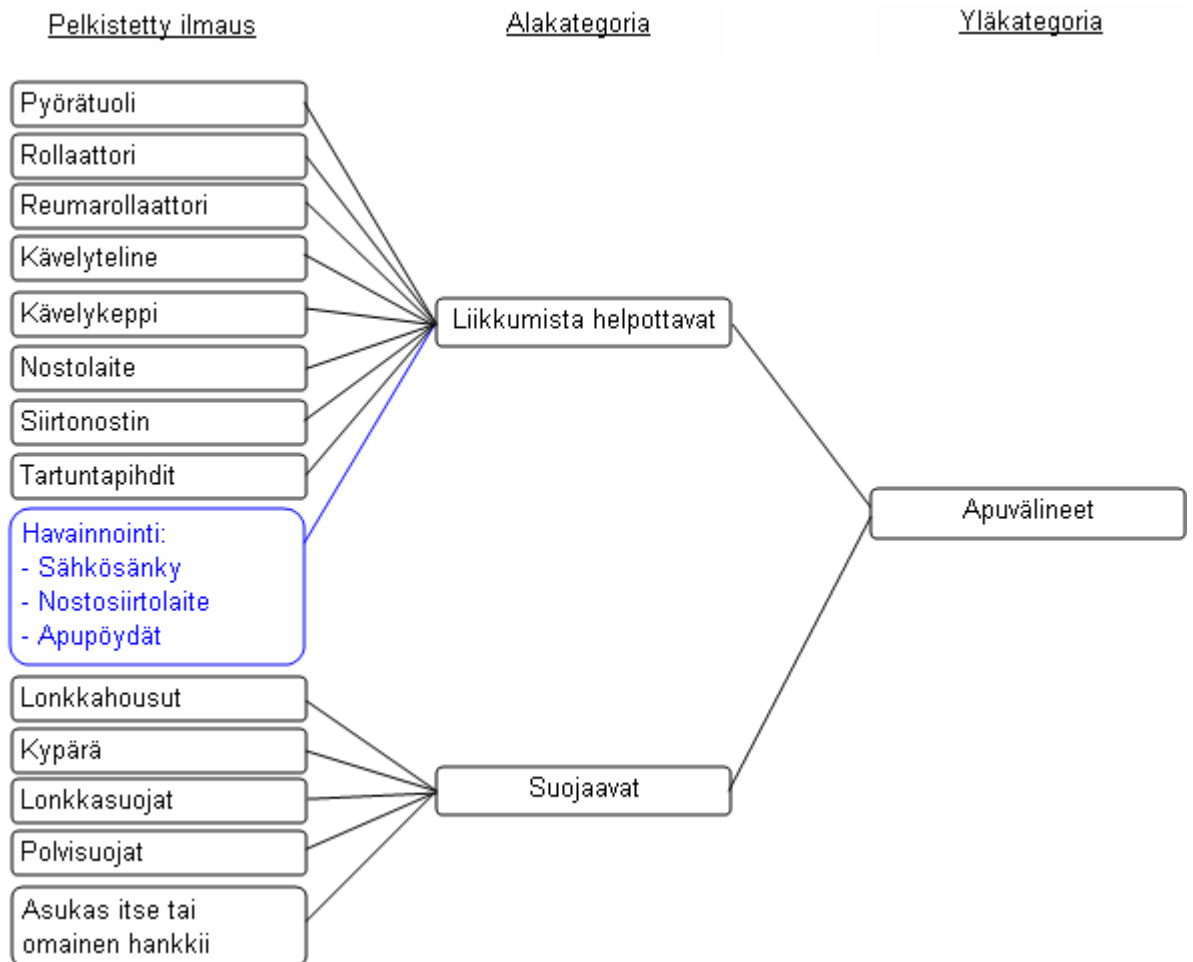 Pelkistetty ilmaus
Alakategoria
Yläkategoria
Pyörätuoli
Rollaattori
Reumarollaattori
Kävelyteline
Kävelykeppi
Nostolaite
Siirtonostin
Tartuntapihdit
Havainnointi:
- Sähkösänky
- Nostosiirtolaite
- Apupöydät
Lonkkahousut
Kypärä
Lonkkasuojat
Polvisuojat
Asukas itse tai
omainen hankkii
Liikkumista helpottavat
Suojaavat
Apuvälineet